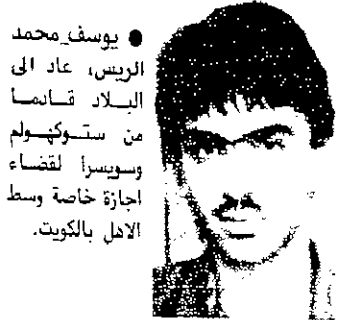 ● يوسف محمد
الريس، عاد الى
البلاد قادما
من ستوكهولم
وسويسرا لقضاء
اجازة خاصة وسط
الاهل بالكويت.